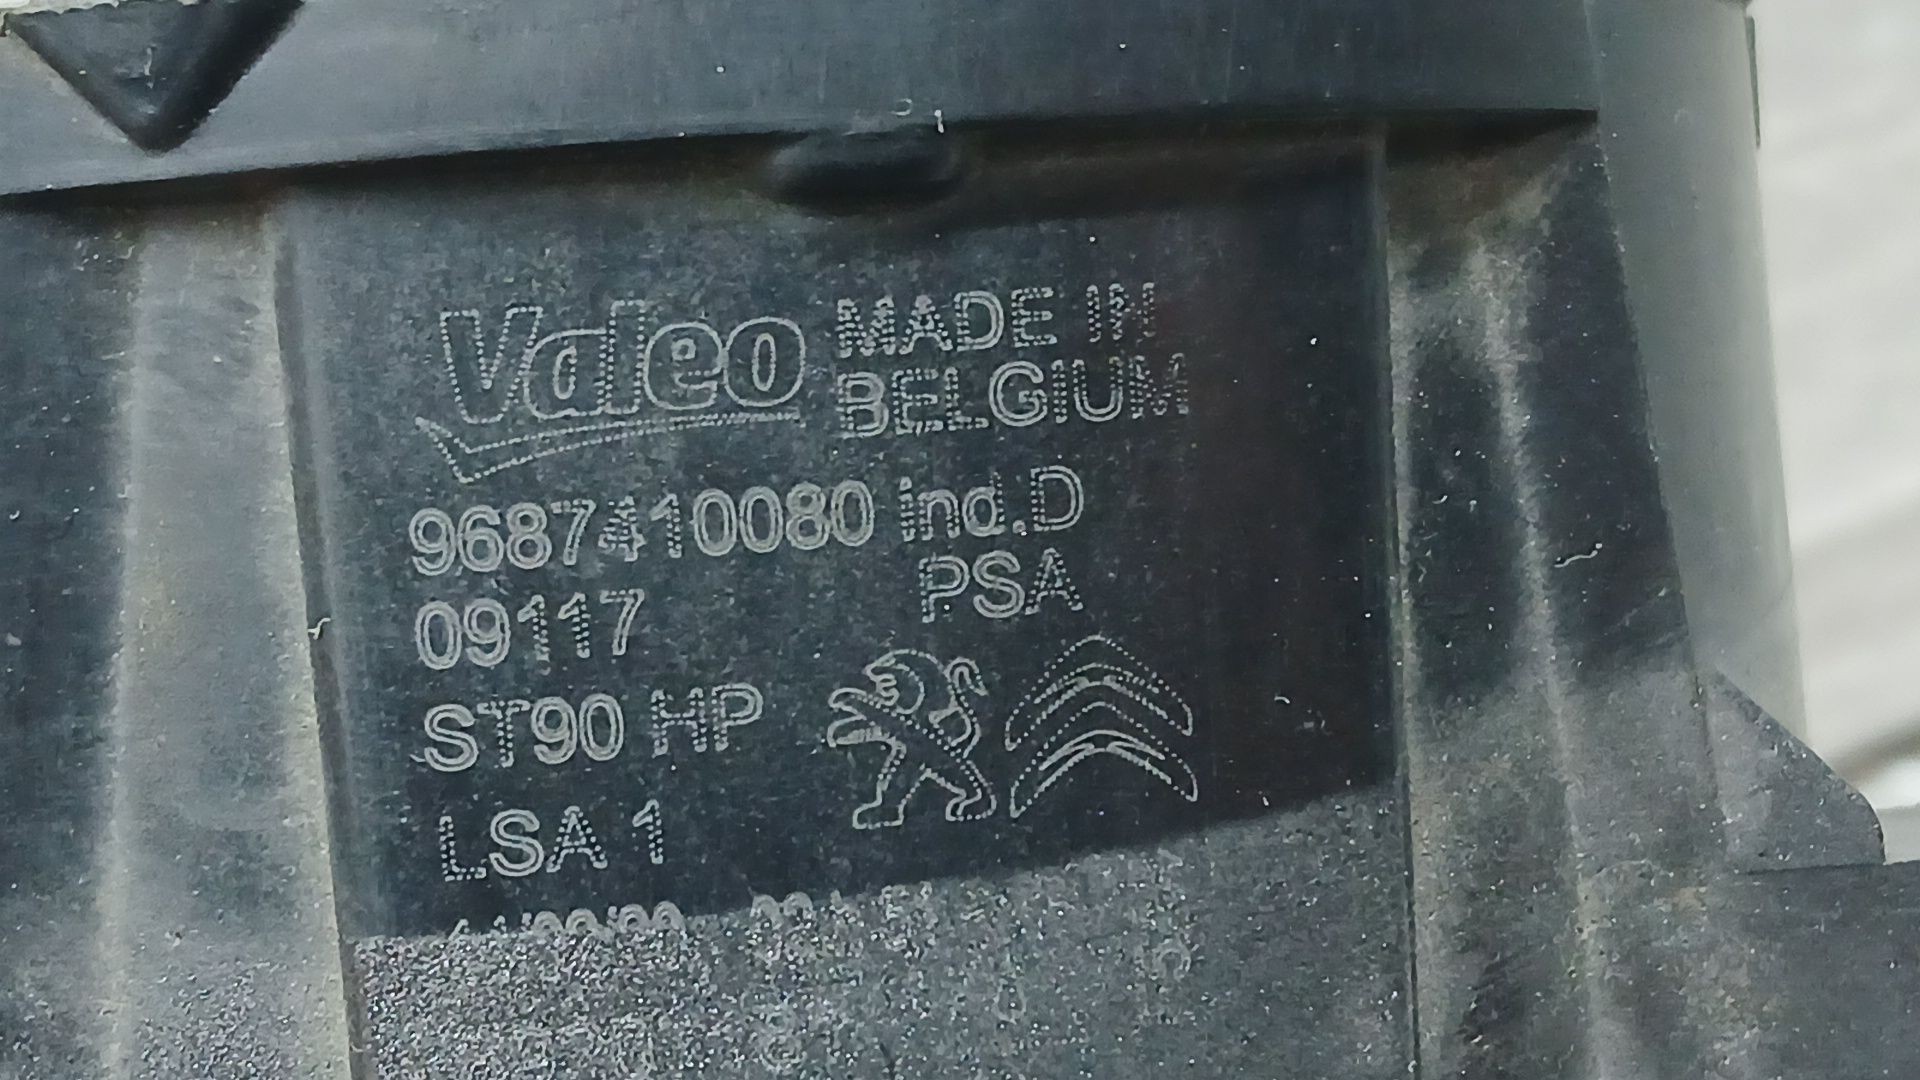 Valeo MADE IN
BELGIUM
9687410080 Ind.D
09117 PSA
ST90 HP
LSA 1